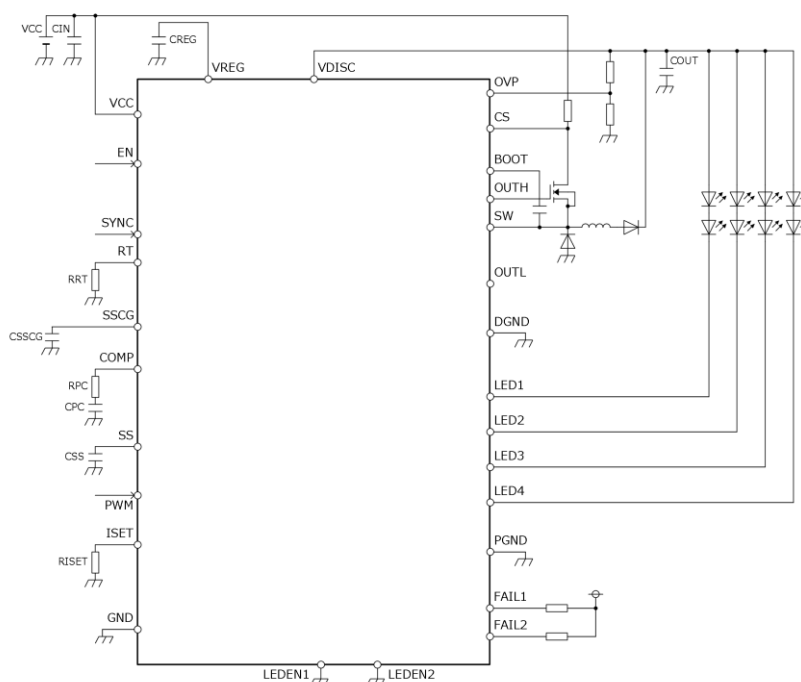 VCC
CIN
CREG
VREG
VDISC
COUT
VCC
OVP
CS
EN
BOOT
OUTH
SYNC
SW
RT
RRT
OUTL
SSCG
CSSCG
DGND
COMP
RPC
CPC
LED1
SS
CSS
LED2
LED3
PWM
LED4
ISET
RISET
PGND
GND
FAIL1
FAIL2
LEDEN1
LEDEN2